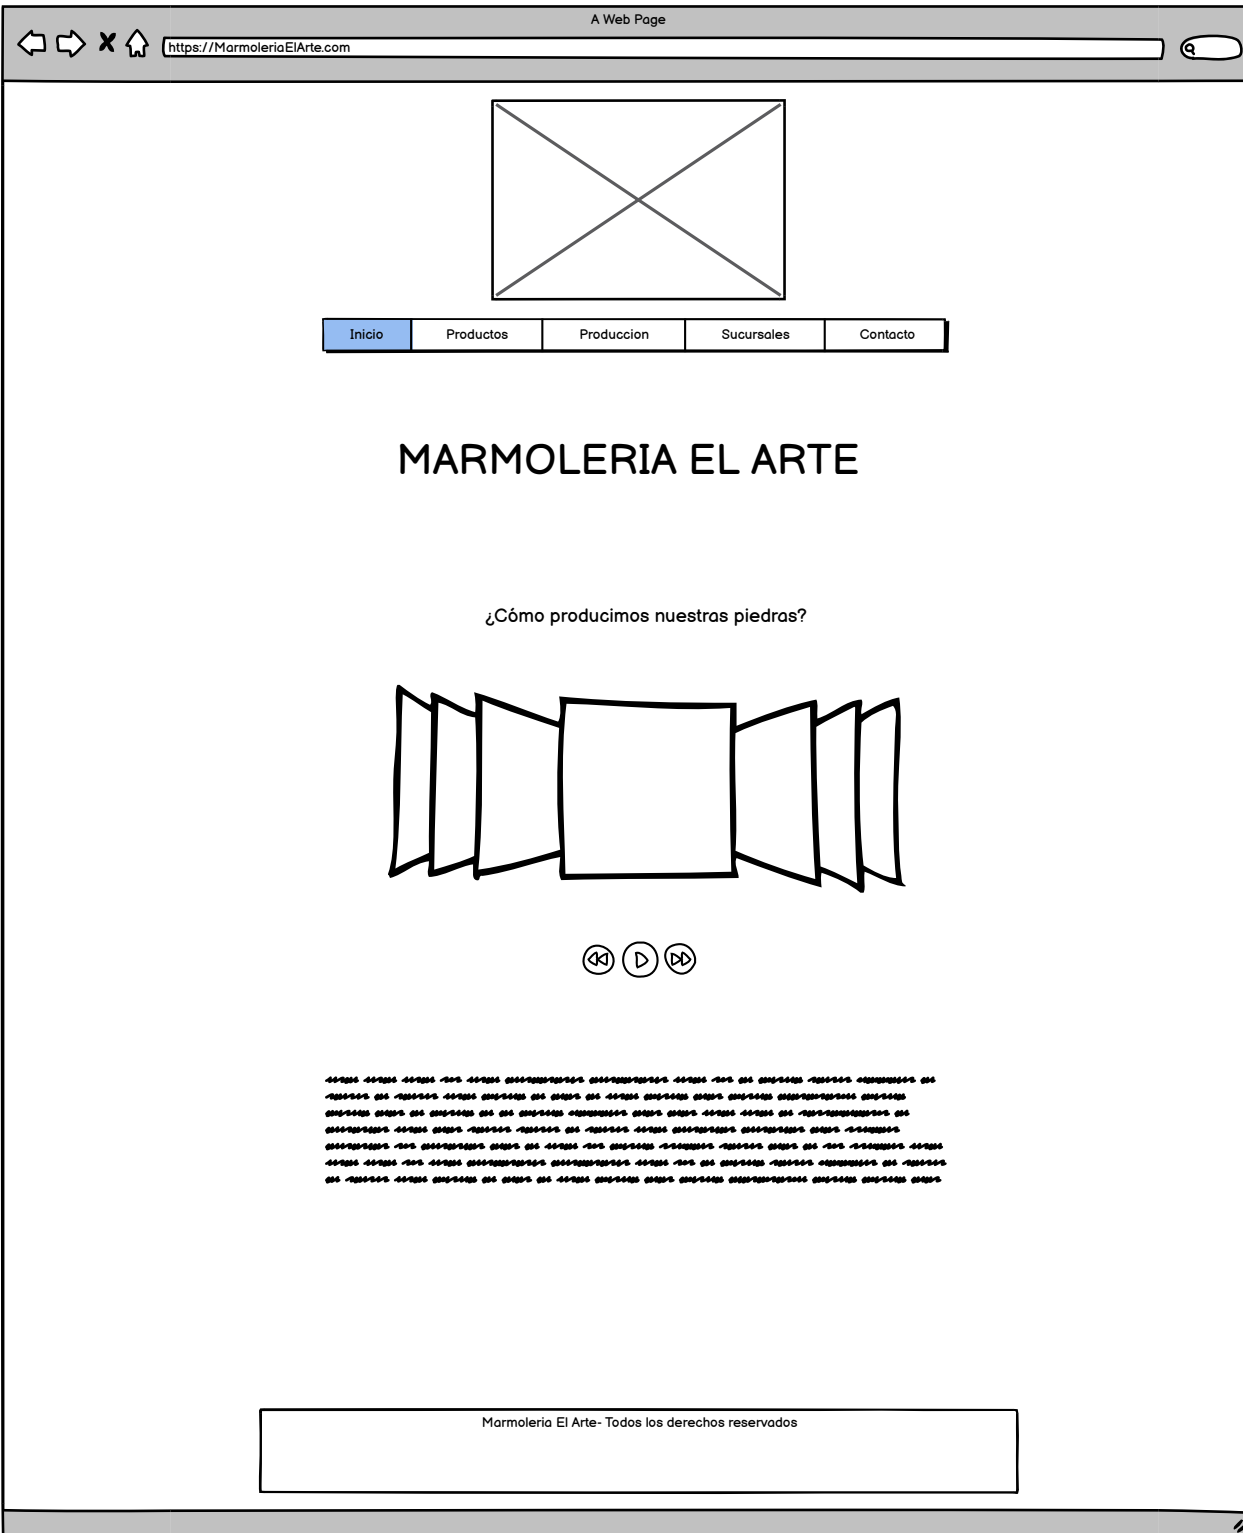 A Web Page
https://MarmoleriaElArte.com
Inicio Productos Produccion Sucursales Contacto
MARMOLERIA EL ARTE
¿Cómo producimos nuestras piedras?
Marmoleria El Arte- Todos los derechos reservados